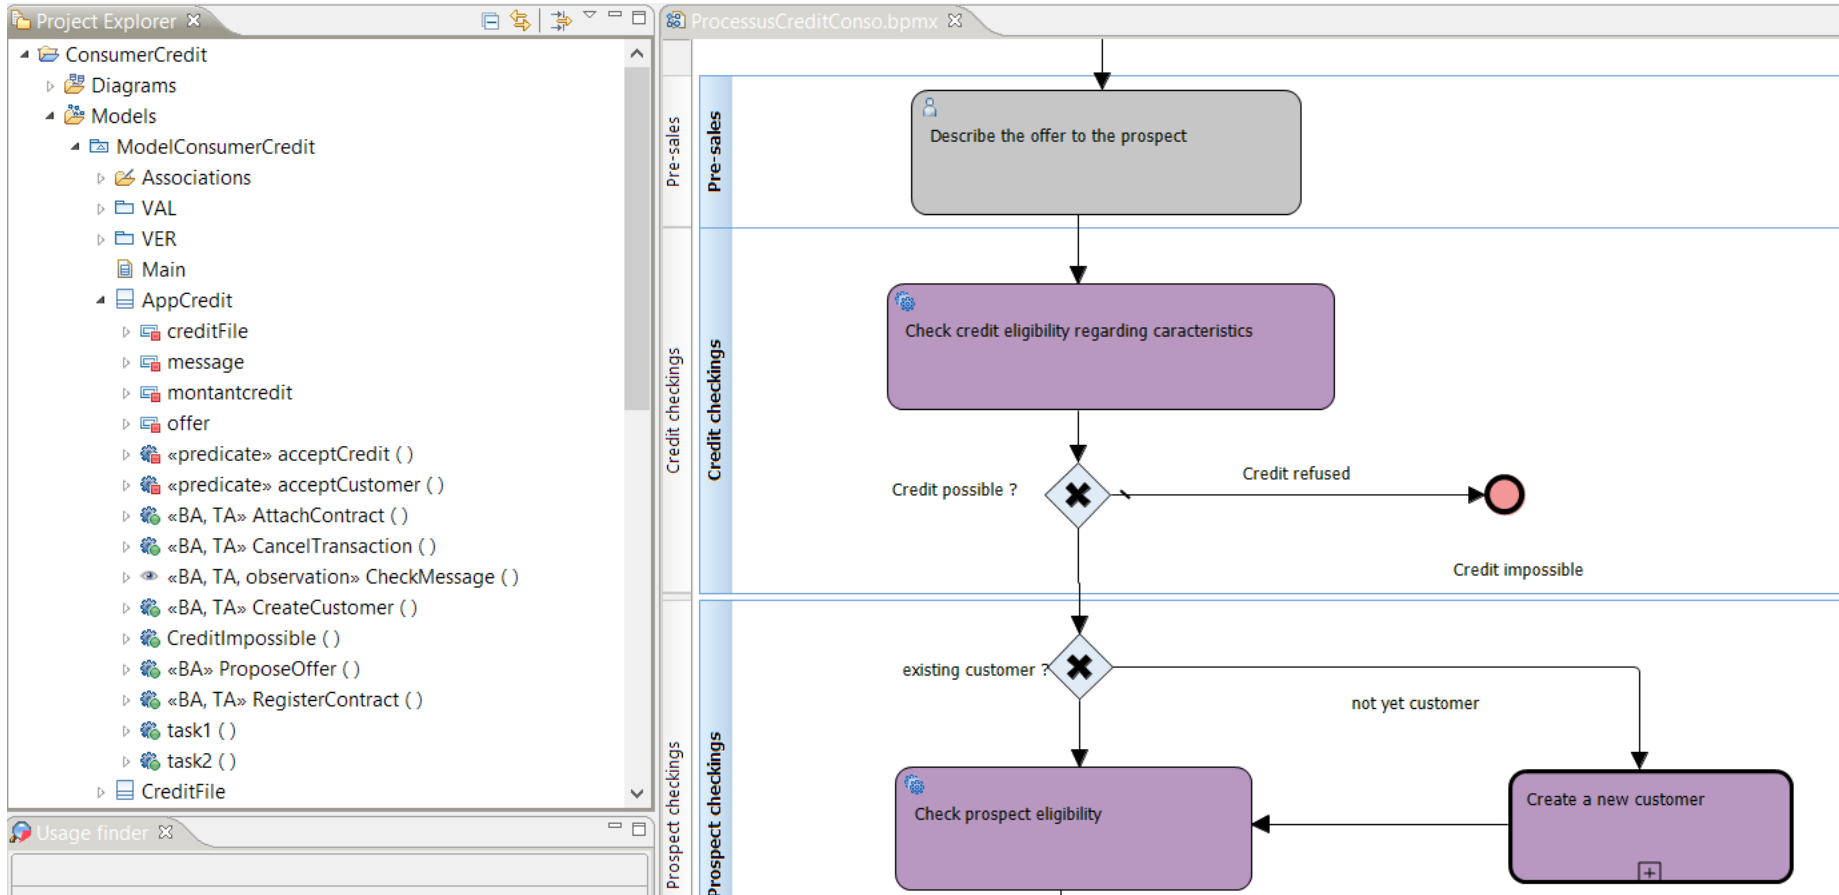 Project Explorer
ConsumerCredit
Diagrams
Models
ModelConsumerCredit
Associations
VAL
VER
Main
AppCredit
creditFile
message
montantcredit
offer
«predicate» acceptCredit ( )
«predicate» acceptCustomer ( )
«BA, TA» AttachContract ( )
«BA, TA» CancelTransaction ( )
«BA, TA, observation» CheckMessage ( )
«BA, TA» CreateCustomer ( )
CreditImpossible ( )
«BA» ProposeOffer ( )
«BA, TA» RegisterContract ( )
task1 ( )
task2 ( )
CreditFile
Usage finder
ProcessusCreditConso.bpmx
Pre-sales
Pre-sales
Describe the offer to the prospect
Credit checkings
Credit checkings
Check credit eligibility regarding caracteristics
Credit possible ?
Credit refused
Credit impossible
Prospect checkings
Prospect checkings
existing customer ?
not yet customer
Check prospect eligibility
Create a new customer